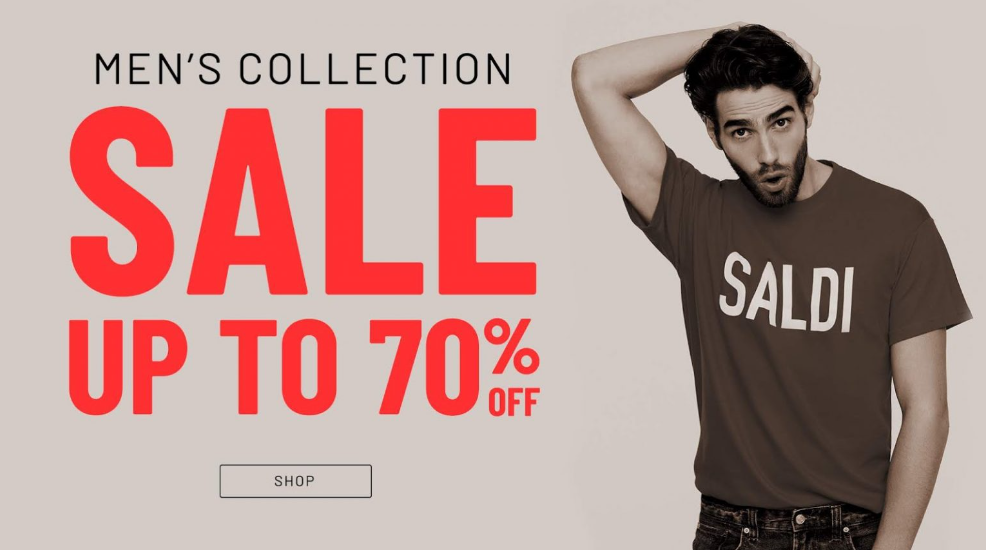 MEN'S COLLECTION
SALE
UP TO 70%
OFF
SHOP
SALDI